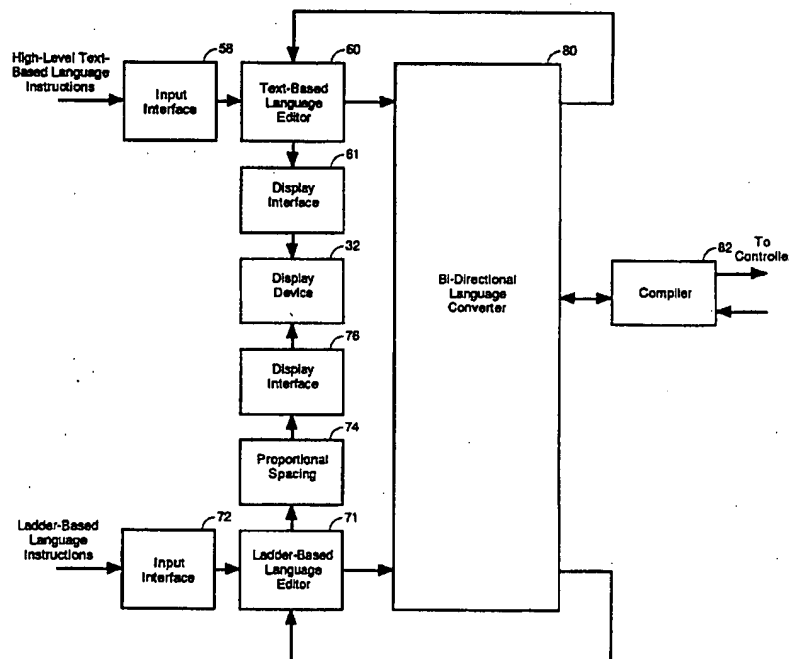 58
60
80
High-Level Text-
Based Language
Instructions
Input
Interface
Text-Based
Language
Editor
61
Display
Interface
32
Display
Device
Bi-Directional
Language
Converter
82
To
Controlle
Compiler
76
Display
Interface
74
Proportional
Spacing
72
71
Ladder-Based
Language
Instructions
Input
Interface
Ladder-Based
Language
Editor